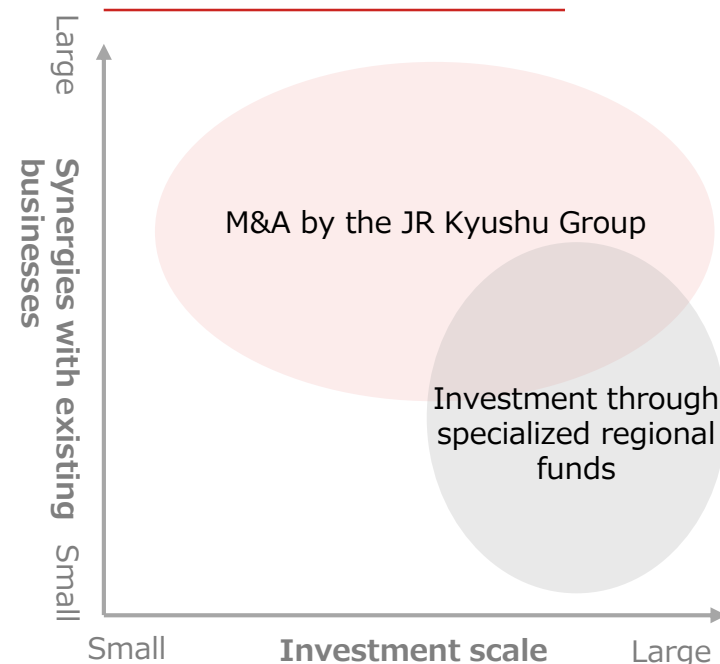 Large
Synergies with existing
businesses
Small
M&A by the JR Kyushu Group
Investment through
specialized regional
funds
Small
Investment scale
Large